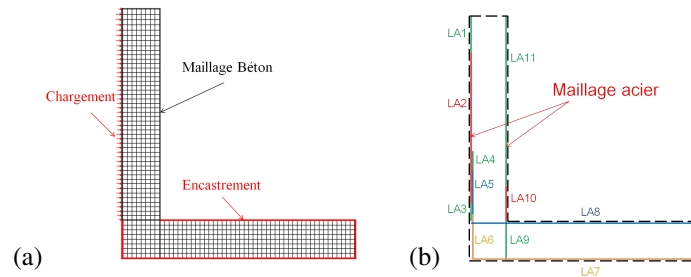 Maillage Béton
Chargement
Encastrement
(a)
LA1
LA11
LA2
Maillage acier
LA4
LA5
LA10
LA3
LA8
LA6
LA9
LA7
(b)